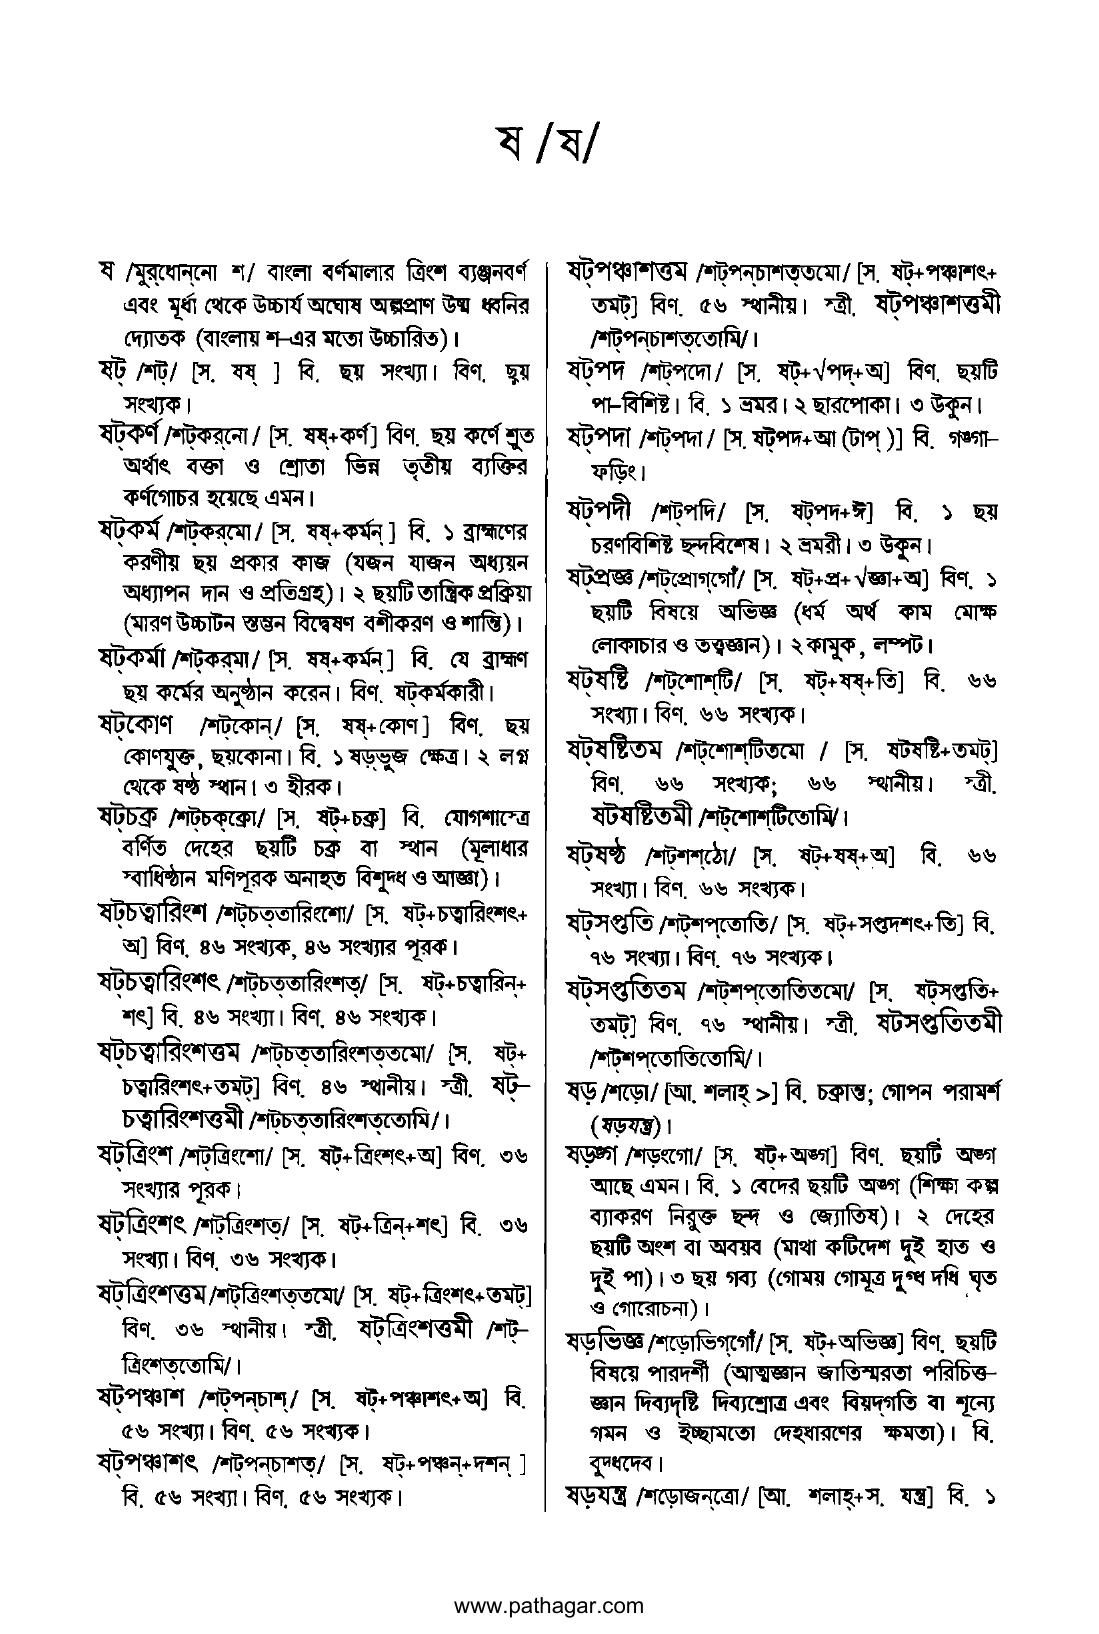 ষ /ষ/
ষ /মুর্‌ধোন্‌নো শ/ বাংলা বর্ণমালার ত্রিংশ ব্যঞ্জনবর্ণ
এবং মূর্ধা থেকে উচ্চার্য অঘোষ অল্পপ্রাণ উষ্ম ধ্বনির
দ্যোতক (বাংলায় শ-এর মতো উচ্চারিত)।
ষট্ /শট্/ [স. ষষ্ ] বি. ছয় সংখ্যা। বিণ. ছয়
সংখ্যক।
ষট্‌কর্ণ /শট্‌কর্‌নো/ [স. ষষ্+কর্ণ] বিণ. ছয় কর্ণে শ্রুত
অর্থাৎ বক্তা ও শ্রোতা ভিন্ন তৃতীয় ব্যক্তির
কর্ণগোচর হয়েছে এমন।
ষট্‌কর্ম /শট্‌কর্‌মো/ [স. ষষ্+কর্মন্ ] বি. ১ ব্রাহ্মণের
করণীয় ছয় প্রকার কাজ (যজন যাজন অধ্যয়ন
অধ্যাপন দান ও প্রতিগ্রহ)। ২ ছয়টি তান্ত্রিক প্রক্রিয়া
(মারণ উচ্চাটন স্তম্ভন বিদ্বেষণ বশীকরণ ও শান্তি)।
ষট্‌কর্মা /শট্‌কর্‌মা/ [স. ষষ্+কর্মন্ ] বি. যে ব্রাহ্মণ
ছয় কর্মের অনুষ্ঠান করেন। বিণ. ষট্‌কর্মকারী।
ষট্‌কোণ /শট্‌কোন্/ [স. ষষ্+কোণ ] বিণ. ছয়
কোণযুক্ত, ছয়কোনা। বি. ১ ষড়্‌ভুজ ক্ষেত্র। ২ লগ্ন
থেকে ষষ্ঠ স্থান। ৩ হীরক।
ষট্‌চক্র /শট্‌চক্‌ক্রো/ [স. ষট্+চক্র] বি. যোগশাস্ত্র
বর্ণিত দেহের ছয়টি চক্র বা স্থান (মূলাধার
স্বাধিষ্ঠান মণিপূরক অনাহত বিশুদ্ধ ও আজ্ঞা)।
ষট্‌চত্বারিংশ /শট্‌চত্‌তারিংশো/ [স. ষট্+চত্বারিংশৎ+
অ] বিণ. ৪৬ সংখ্যক, ৪৬ সংখ্যার পূরক।
ষট্‌চত্বারিংশৎ /শট্‌চত্‌তারিংশত্/ [স. ষট্+চত্বারিন্+
শৎ] বি. ৪৬ সংখ্যা। বিণ. ৪৬ সংখ্যক।
ষট্‌চত্বারিংশত্তম /শট্‌চত্‌তারিংশত্‌তমো/ [স. ষট্+
চত্বারিংশৎ+তমট্] বিণ. ৪৬ স্থানীয়। স্ত্রী. ষট্‌-
চত্বারিংশত্তমী /শট্‌চত্‌তারিংশত্‌তোমি/।
ষট্‌ত্রিংশ /শট্‌ত্রিংশো/ [স. ষট্+ত্রিংশৎ+অ] বিণ. ৩৬
সংখ্যার পূরক।
ষট্‌ত্রিংশৎ /শট্‌ত্রিংশত্/ [স. ষট্+ত্রিন্+শৎ] বি. ৩৬
সংখ্যা। বিণ. ৩৬ সংখ্যক।
ষট্‌ত্রিংশত্তম /শট্‌ত্রিংশত্‌তমো/ [স. ষট্+ত্রিংশৎ+তমট্]
বিণ. ৩৬ স্থানীয়। স্ত্রী. ষট্‌ত্রিংশত্তমী /শট্‌-
ত্রিংশত্‌তোমি/।
ষট্‌পঞ্চাশ /শট্‌পন্‌চাশ্/ [স. ষট্+পঞ্চাশৎ+অ] বি.
৫৬ সংখ্যা। বিণ. ৫৬ সংখ্যক।
ষট্‌পঞ্চাশৎ /শট্‌পন্‌চাশত্/ [স. ষট্+পঞ্চন্+দশন্ ]
বি. ৫৬ সংখ্যা। বিণ. ৫৬ সংখ্যক।
ষট্‌পঞ্চাশত্তম /শট্‌পন্‌চাশত্‌তমো/ [স. ষট্+পঞ্চাশৎ+
তমট্] বিণ. ৫৬ স্থানীয়। স্ত্রী. ষট্‌পঞ্চাশত্তমী
/শট্‌পন্‌চাশত্‌তোমি/।
ষট্‌পদ /শট্‌পদো/ [স. ষট্+√পদ্+অ] বিণ. ছয়টি
পা-বিশিষ্ট। বি. ১ ভ্রমর। ২ ছারপোকা। ৩ উকুন।
ষট্‌পদা /শট্‌পদা/ [স. ষট্‌পদ+আ (টাপ্ )] বি. গঙ্গা-
ফড়িং।
ষট্‌পদী /শট্‌পদি/ [স. ষট্‌পদ+ঈ] বি. ১ ছয়
চরণবিশিষ্ট ছন্দবিশেষ। ২ ভ্রমরী। ৩ উকুন।
ষট্‌প্রজ্ঞ /শট্‌প্রোগ্‌গোঁ/ [স. ষট্+প্র+√জ্ঞা+অ] বিণ. ১
ছয়টি বিষয়ে অভিজ্ঞ (ধর্ম অর্থ কাম মোক্ষ
লোকাচার ও তত্ত্বজ্ঞান)। ২ কামুক, লম্পট।
ষট্‌ষষ্টি /শট্‌শোশ্‌টি/ [স. ষট্+ষষ্+তি] বি. ৬৬
সংখ্যা। বিণ. ৬৬ সংখ্যক।
ষট্‌ষষ্টিতম /শট্‌শোশ্‌টিতমো / [স. ষটষষ্টি+তমট্]
বিণ. ৬৬ সংখ্যক; ৬৬ স্থানীয়। স্ত্রী.
ষটষষ্টিতমী /শট্‌শোশ্‌টিতোমি/।
ষট্‌ষষ্ঠ /শট্‌শশ্‌ঠো/ [স. ষট্+ষষ্+অ] বি. ৬৬
সংখ্যা। বিণ. ৬৬ সংখ্যক।
ষট্‌সপ্ততি /শট্‌শপ্‌তোতি/ [স. ষট্+সপ্তদশৎ+তি] বি.
৭৬ সংখ্যা। বিণ. ৭৬ সংখ্যক।
ষট্‌সপ্ততিতম /শট্‌শপ্‌তোতিতমো/ [স. ষট্‌সপ্ততি+
তমট্] বিণ. ৭৬ স্থানীয়। স্ত্রী. ষটসপ্ততিতমী
/শট্‌শপ্‌তোতিতোমি/।
ষড় /শড়ো/ [আ. শলাহ্ >] বি. চক্রান্ত; গোপন পরামর্শ
(ষড়যন্ত্র)।
ষড়ঙ্গ /শড়ংগো/ [স. ষট্+অঙ্গ] বিণ. ছয়টি অঙ্গ
আছে এমন। বি. ১ বেদের ছয়টি অঙ্গ (শিক্ষা কল্প
ব্যাকরণ নিরুক্ত ছন্দ ও জ্যোতিষ)। ২ দেহের
ছয়টি অংশ বা অবয়ব (মাথা কটিদেশ দুই হাত ও
দুই পা)। ৩ ছয় গব্য (গোময় গোমূত্র দুগ্ধ দধি ঘৃত
ও গোরোচনা)।
ষড়ভিজ্ঞ /শড়োভিগ্‌গোঁ/ [স. ষট্+অভিজ্ঞ] বিণ. ছয়টি
বিষয়ে পারদর্শী (আত্মজ্ঞান জাতিস্মরতা পরিচিত্ত-
জ্ঞান দিব্যদৃষ্টি দিব্যশ্রোত্র এবং বিয়দ্‌গতি বা শূন্যে
গমন ও ইচ্ছামতো দেহধারণের ক্ষমতা)। বি.
বুদ্ধদেব।
ষড়যন্ত্র /শড়োজন্‌ত্রো/ [আ. শলাহ্+স. যন্ত্র] বি. ১
www.pathagar.com